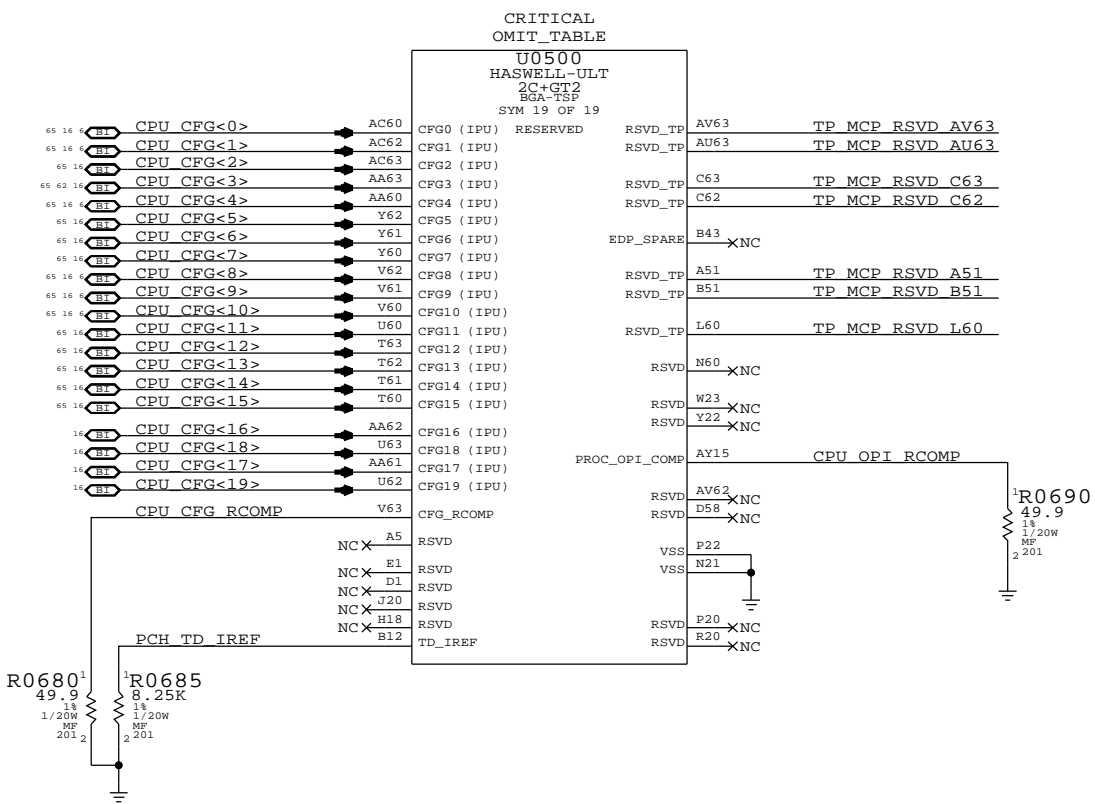 CRITICAL
OMIT_TABLE
U0500
HASWELL-ULT
2C+GT2
BGA-TSP
SYM 19 OF 19
RESERVED
65 16 6 BI CPU_CFG<0> AC60 CFG0 (IPU)
65 16 6 BI CPU_CFG<1> AC62 CFG1 (IPU)
65 16 BI CPU_CFG<2> AC63 CFG2 (IPU)
65 62 16 BI CPU_CFG<3> AA63 CFG3 (IPU)
65 16 6 BI CPU_CFG<4> AA60 CFG4 (IPU)
65 16 BI CPU_CFG<5> Y62 CFG5 (IPU)
65 16 BI CPU_CFG<6> Y61 CFG6 (IPU)
65 16 BI CPU_CFG<7> Y60 CFG7 (IPU)
65 16 6 BI CPU_CFG<8> V62 CFG8 (IPU)
65 16 6 BI CPU_CFG<9> V61 CFG9 (IPU)
65 16 6 BI CPU_CFG<10> V60 CFG10 (IPU)
65 16 BI CPU_CFG<11> U60 CFG11 (IPU)
65 16 BI CPU_CFG<12> T63 CFG12 (IPU)
65 16 BI CPU_CFG<13> T62 CFG13 (IPU)
65 16 BI CPU_CFG<14> T61 CFG14 (IPU)
65 16 BI CPU_CFG<15> T60 CFG15 (IPU)
16 BI CPU_CFG<16> AA62 CFG16 (IPU)
16 BI CPU_CFG<18> U63 CFG18 (IPU)
16 BI CPU_CFG<17> AA61 CFG17 (IPU)
16 BI CPU_CFG<19> U62 CFG19 (IPU)
CPU_CFG_RCOMP V63 CFG_RCOMP
NC A5 RSVD
NC E1 RSVD
NC D1 RSVD
NC J20 RSVD
NC H18 RSVD
PCH_TD_IREF B12 TD_IREF
RSVD_TP AV63 TP_MCP_RSVD_AV63
RSVD_TP AU63 TP_MCP_RSVD_AU63
RSVD_TP C63 TP_MCP_RSVD_C63
RSVD_TP C62 TP_MCP_RSVD_C62
EDP_SPARE B43 NC
RSVD_TP A51 TP_MCP_RSVD_A51
RSVD_TP B51 TP_MCP_RSVD_B51
RSVD_TP L60 TP_MCP_RSVD_L60
RSVD N60 NC
RSVD W23 NC
RSVD Y22 NC
PROC_OPI_COMP AY15 CPU_OPI_RCOMP
RSVD AV62 NC
RSVD D58 NC
VSS P22
VSS N21
RSVD P20 NC
RSVD R20 NC
1 R0690
49.9
1%
1/20W
MF
2 201
R0680 1
49.9
1%
1/20W
MF
201 2
1 R0685
8.25K
1%
1/20W
MF
2 201